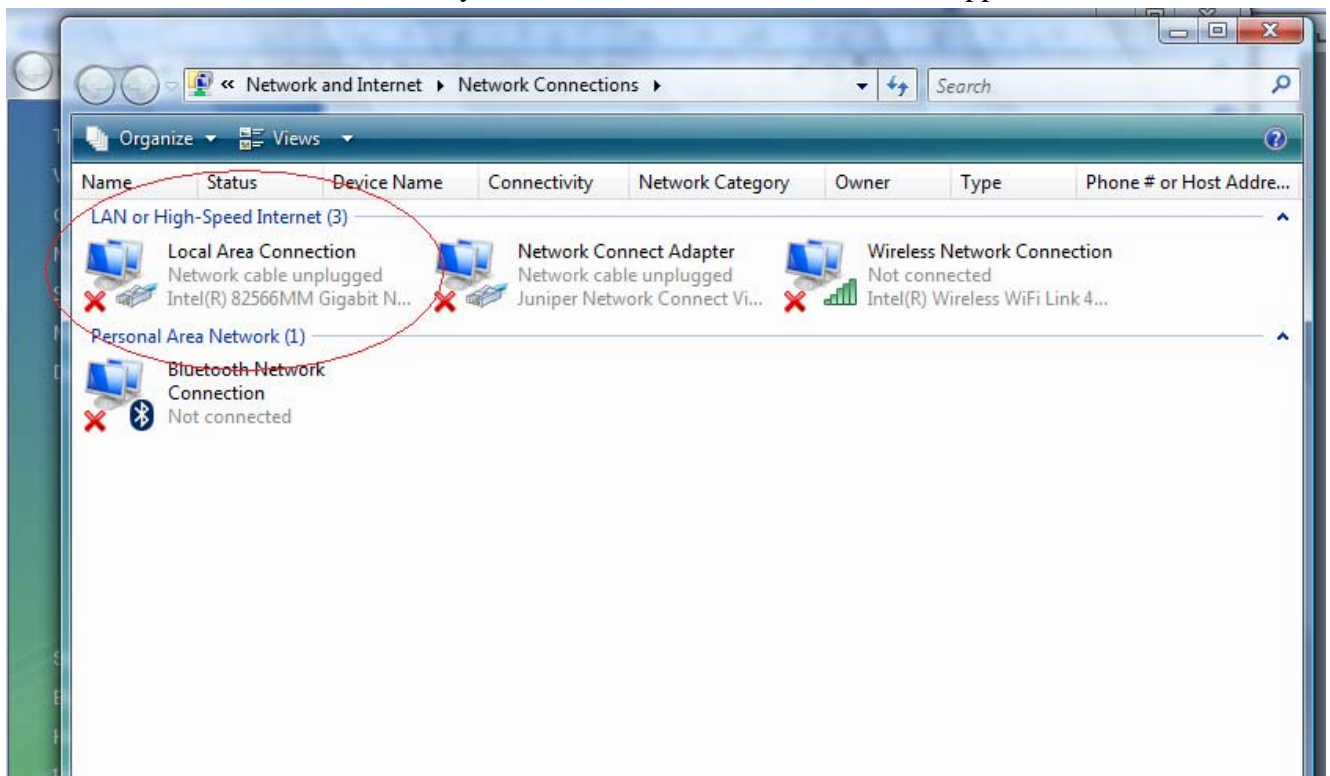 « Network and Internet ▸ Network Connections ▸
Search
Organize
Views
Name Status Device Name Connectivity Network Category Owner Type Phone # or Host Addre...
LAN or High-Speed Internet (3)
Local Area Connection
Network cable unplugged
Intel(R) 82566MM Gigabit N...
Network Connect Adapter
Network cable unplugged
Juniper Network Connect Vi...
Wireless Network Connection
Not connected
Intel(R) Wireless WiFi Link 4...
Personal Area Network (1)
Bluetooth Network
Connection
Not connected